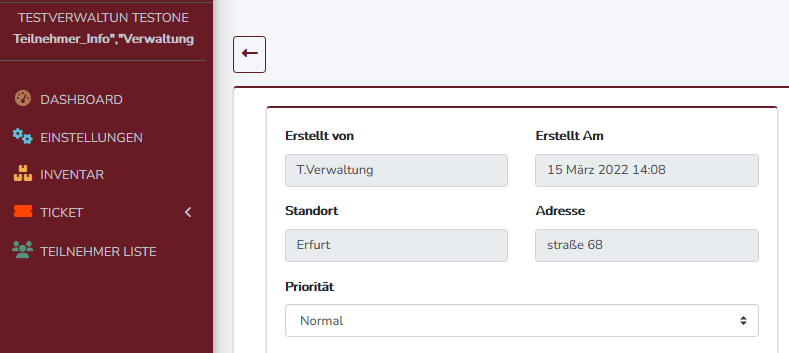 TESTVERWALTUN TESTONE
Teilnehmer_Info","Verwaltung
DASHBOARD
EINSTELLUNGEN
INVENTAR
TICKET
TEILNEHMER LISTE
Erstellt von
Erstellt Am
T.Verwaltung
15 März 2022 14:08
Standort
Adresse
Erfurt
straße 68
Priorität
Normal